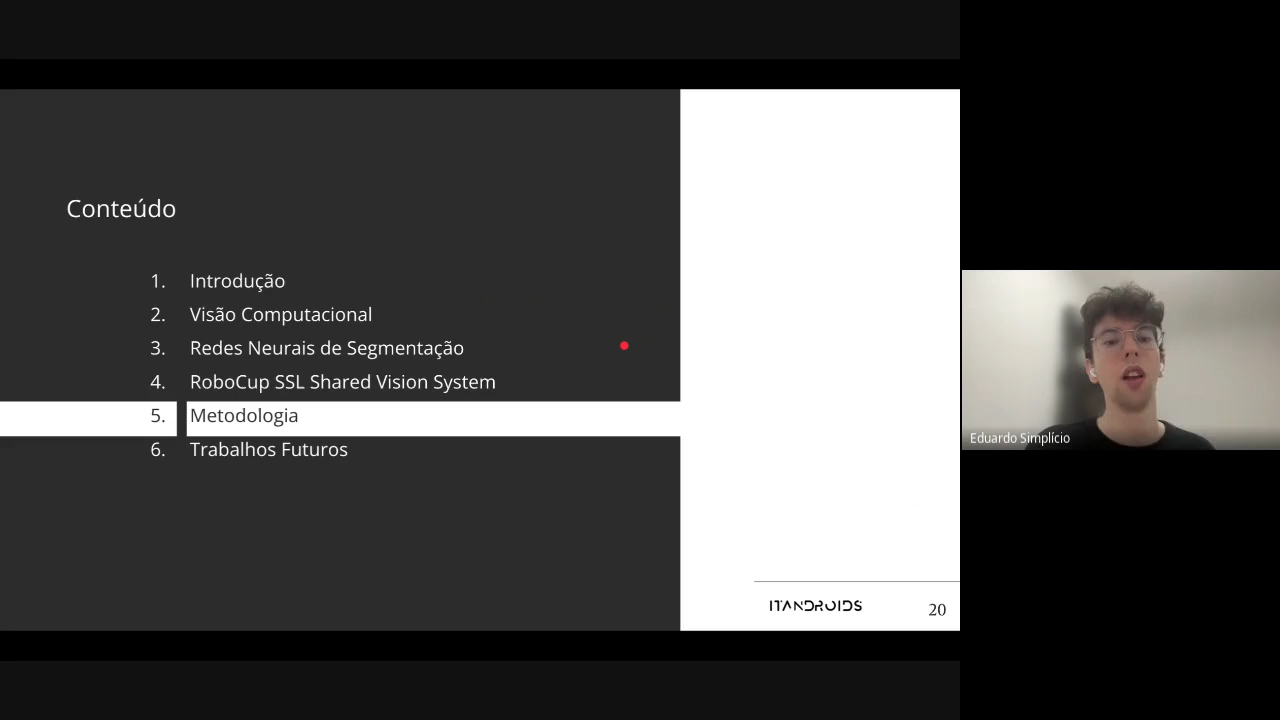 Conteúdo
1. Introdução
2. Visão Computacional
3. Redes Neurais de Segmentação
4. RoboCup SSL Shared Vision System
5. Metodologia
6. Trabalhos Futuros
ITANDROIDS
20
Eduardo Simplício